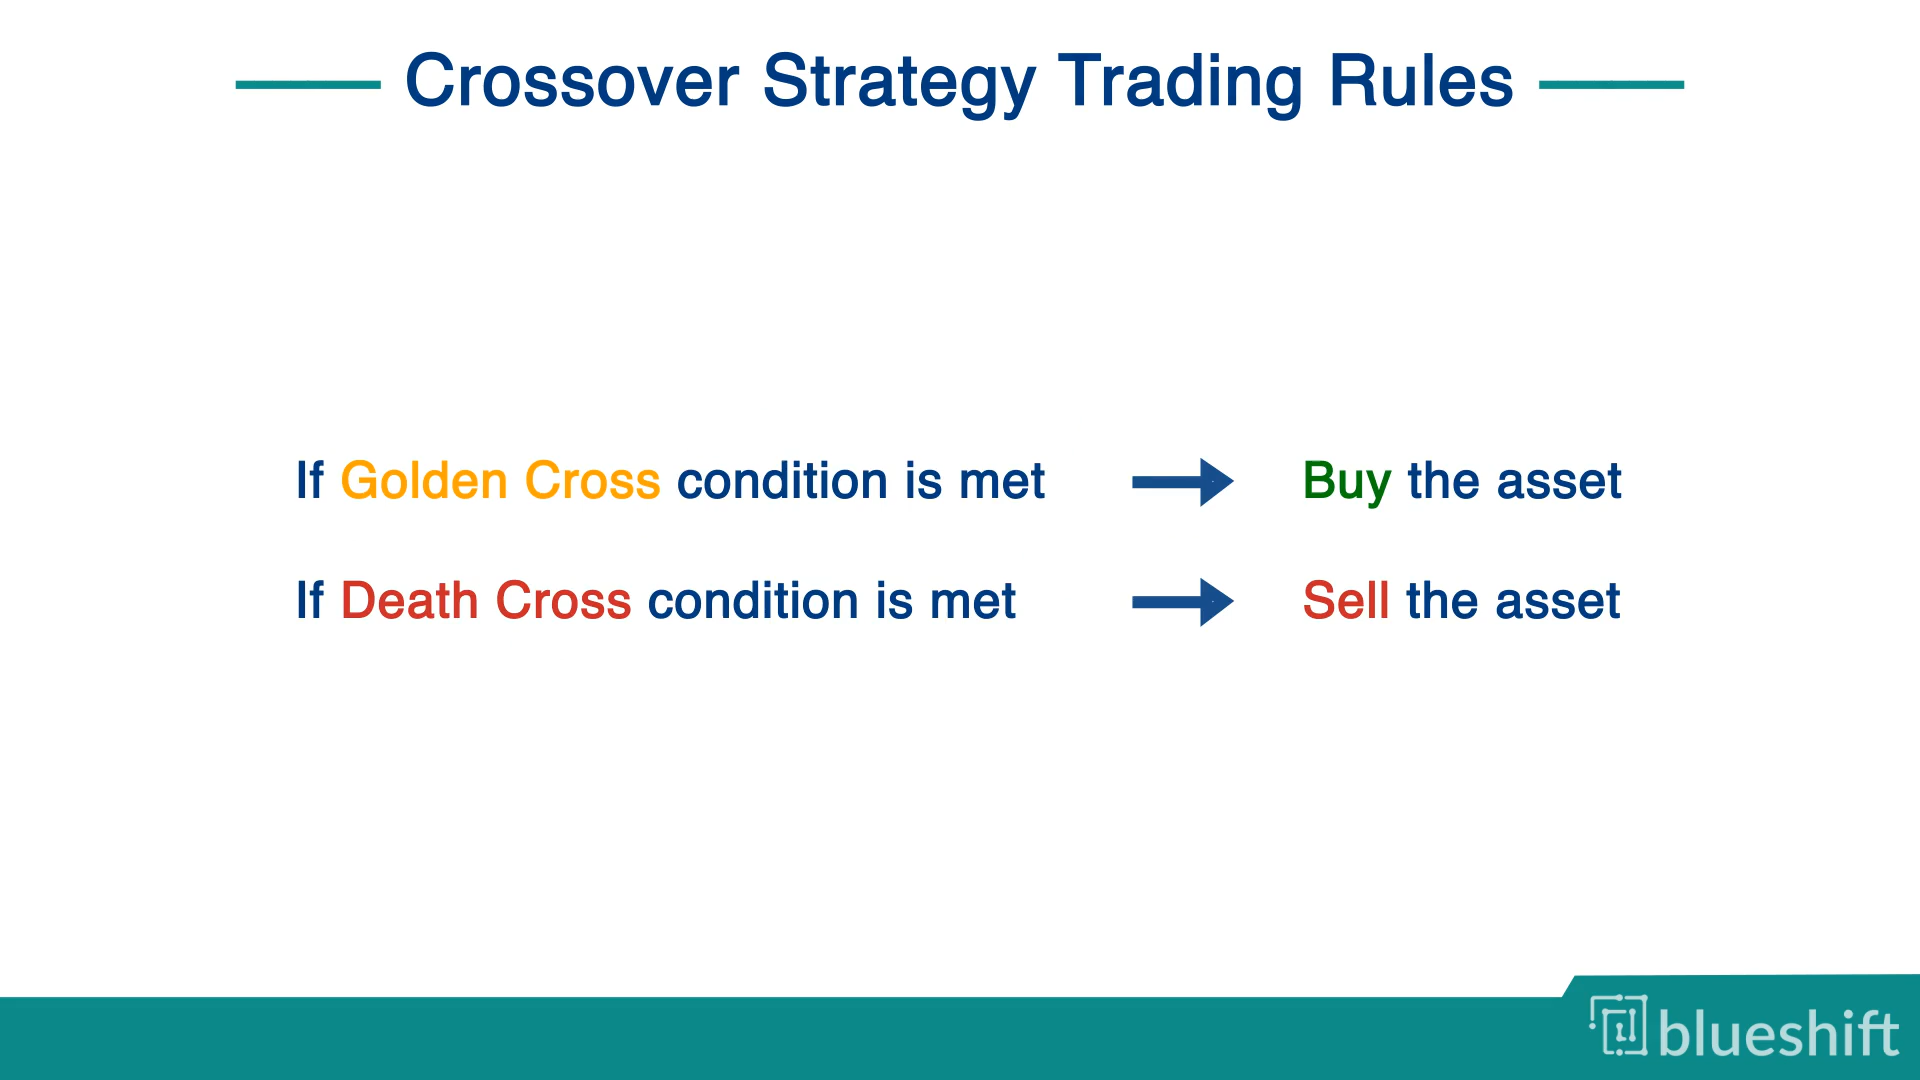 Crossover Strategy Trading Rules
If Golden Cross condition is met Buy the asset
If Death Cross condition is met Sell the asset
blueshift